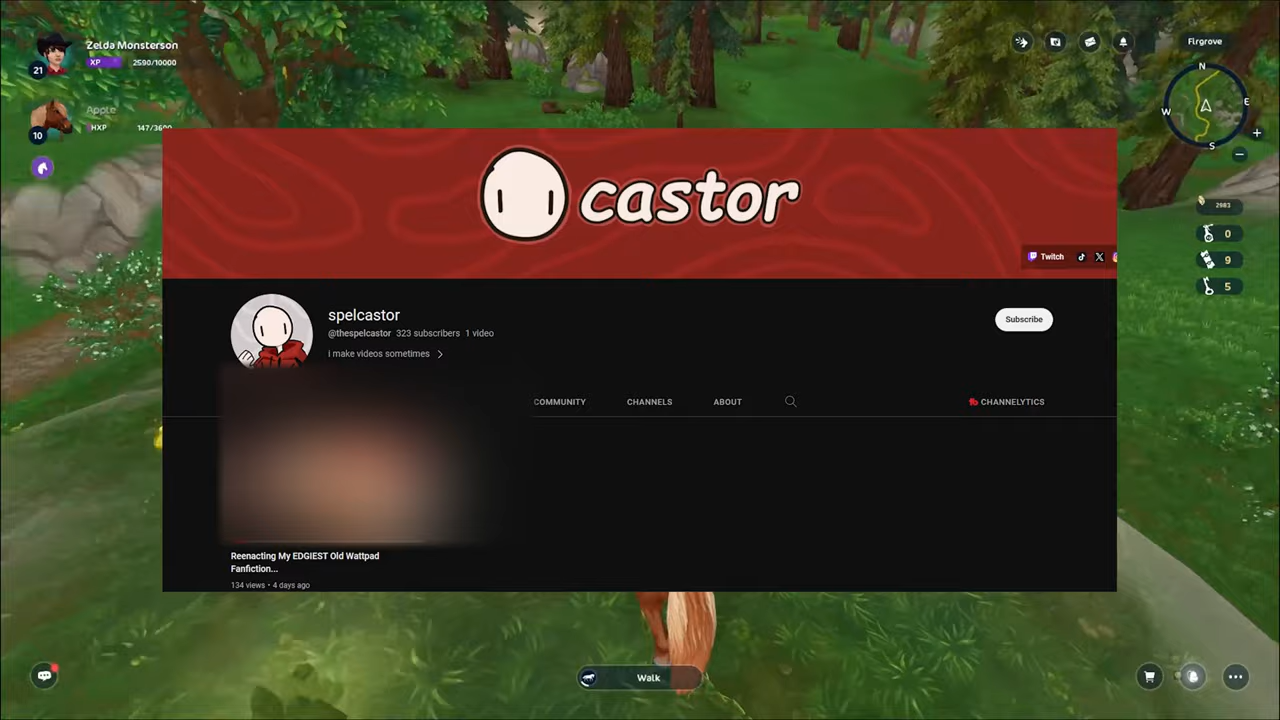 Zelda Monsterson
XP 2590/10000
21
Apple
HXP 147/3600
10
Firgrove
N
W
E
S
2983
0
9
5
castor
Twitch
spelcastor
@thespelcastor 323 subscribers 1 video
i make videos sometimes
Subscribe
COMMUNITY CHANNELS ABOUT CHANNELYTICS
Reenacting My EDGIEST Old Wattpad
Fanfiction...
134 views • 4 days ago
Walk